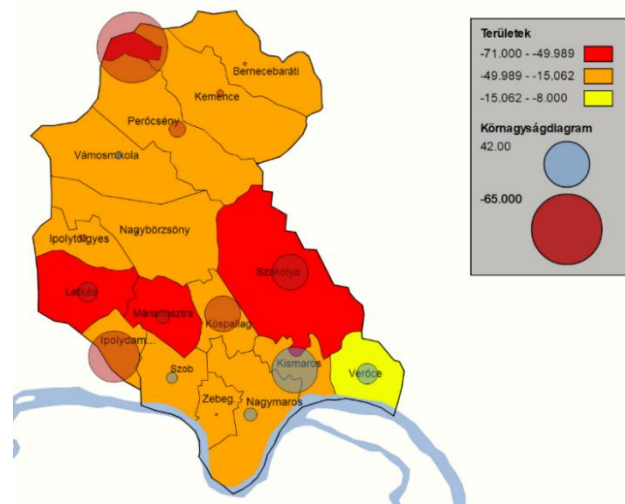 Területek
-71.000 - -49.989
-49.989 - -15.062
-15.062 - -8.000
Körnagyságdiagram
42.00
-65.000
Bernecebaráti
Kemence
Perőcsény
Vámosmikola
Nagybörzsöny
Ipolytölgyes
Szokolya
Letkés
Márianosztra
Kóspallag
Ipolydam...
Kismaros
Szob
Verőce
Zebeg...
Nagymaros